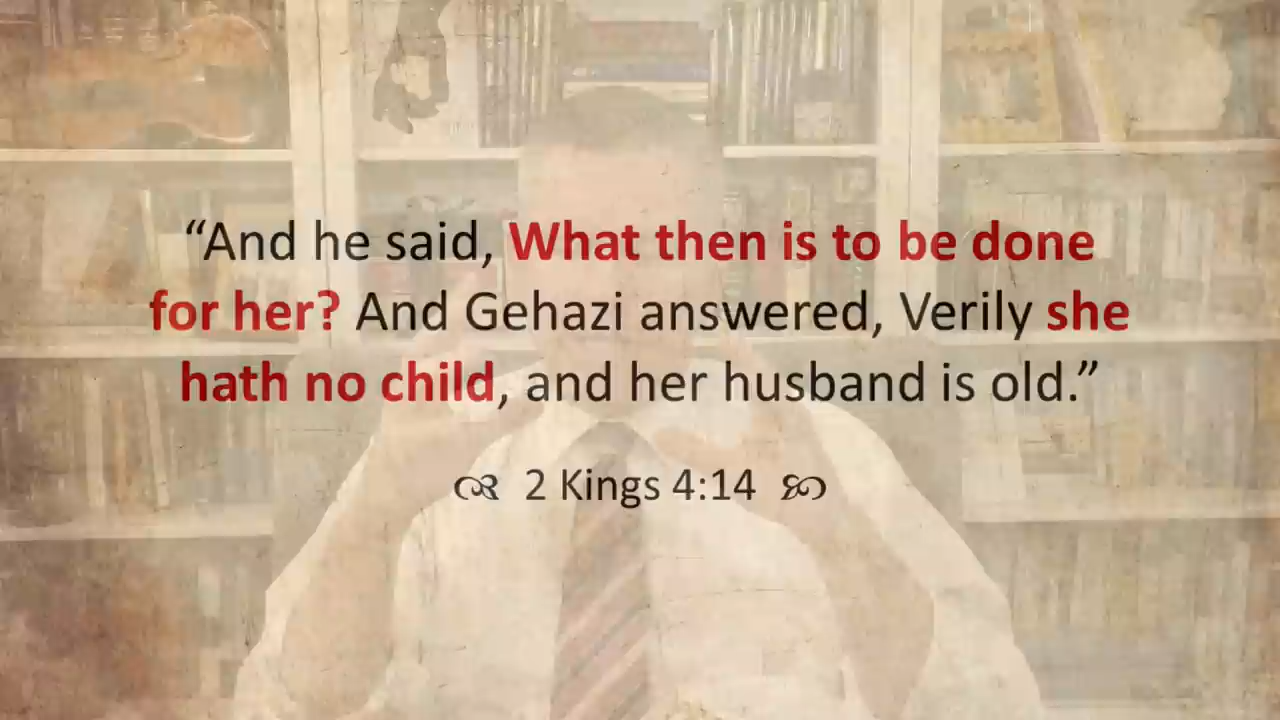 “And he said, What then is to be done
for her? And Gehazi answered, Verily she
hath no child, and her husband is old.”
2 Kings 4:14